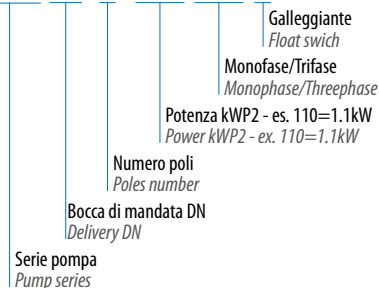 Galleggiante
Float swich
Monofase/Trifase
Monophase/Threephase
Potenza kWP2 - es. 110=1.1kW
Power kWP2 - ex. 110=1.1kW
Numero poli
Poles number
Bocca di mandata DN
Delivery DN
Serie pompa
Pump series